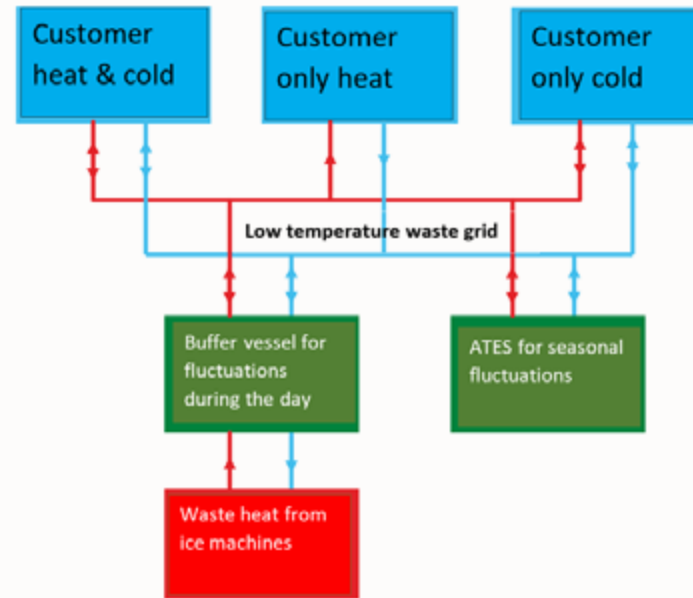 Customer
heat & cold
Customer
only heat
Customer
only cold
Low temperature waste grid
Buffer vessel for
fluctuations
during the day
ATES for seasonal
fluctuations
Waste heat from
ice machines